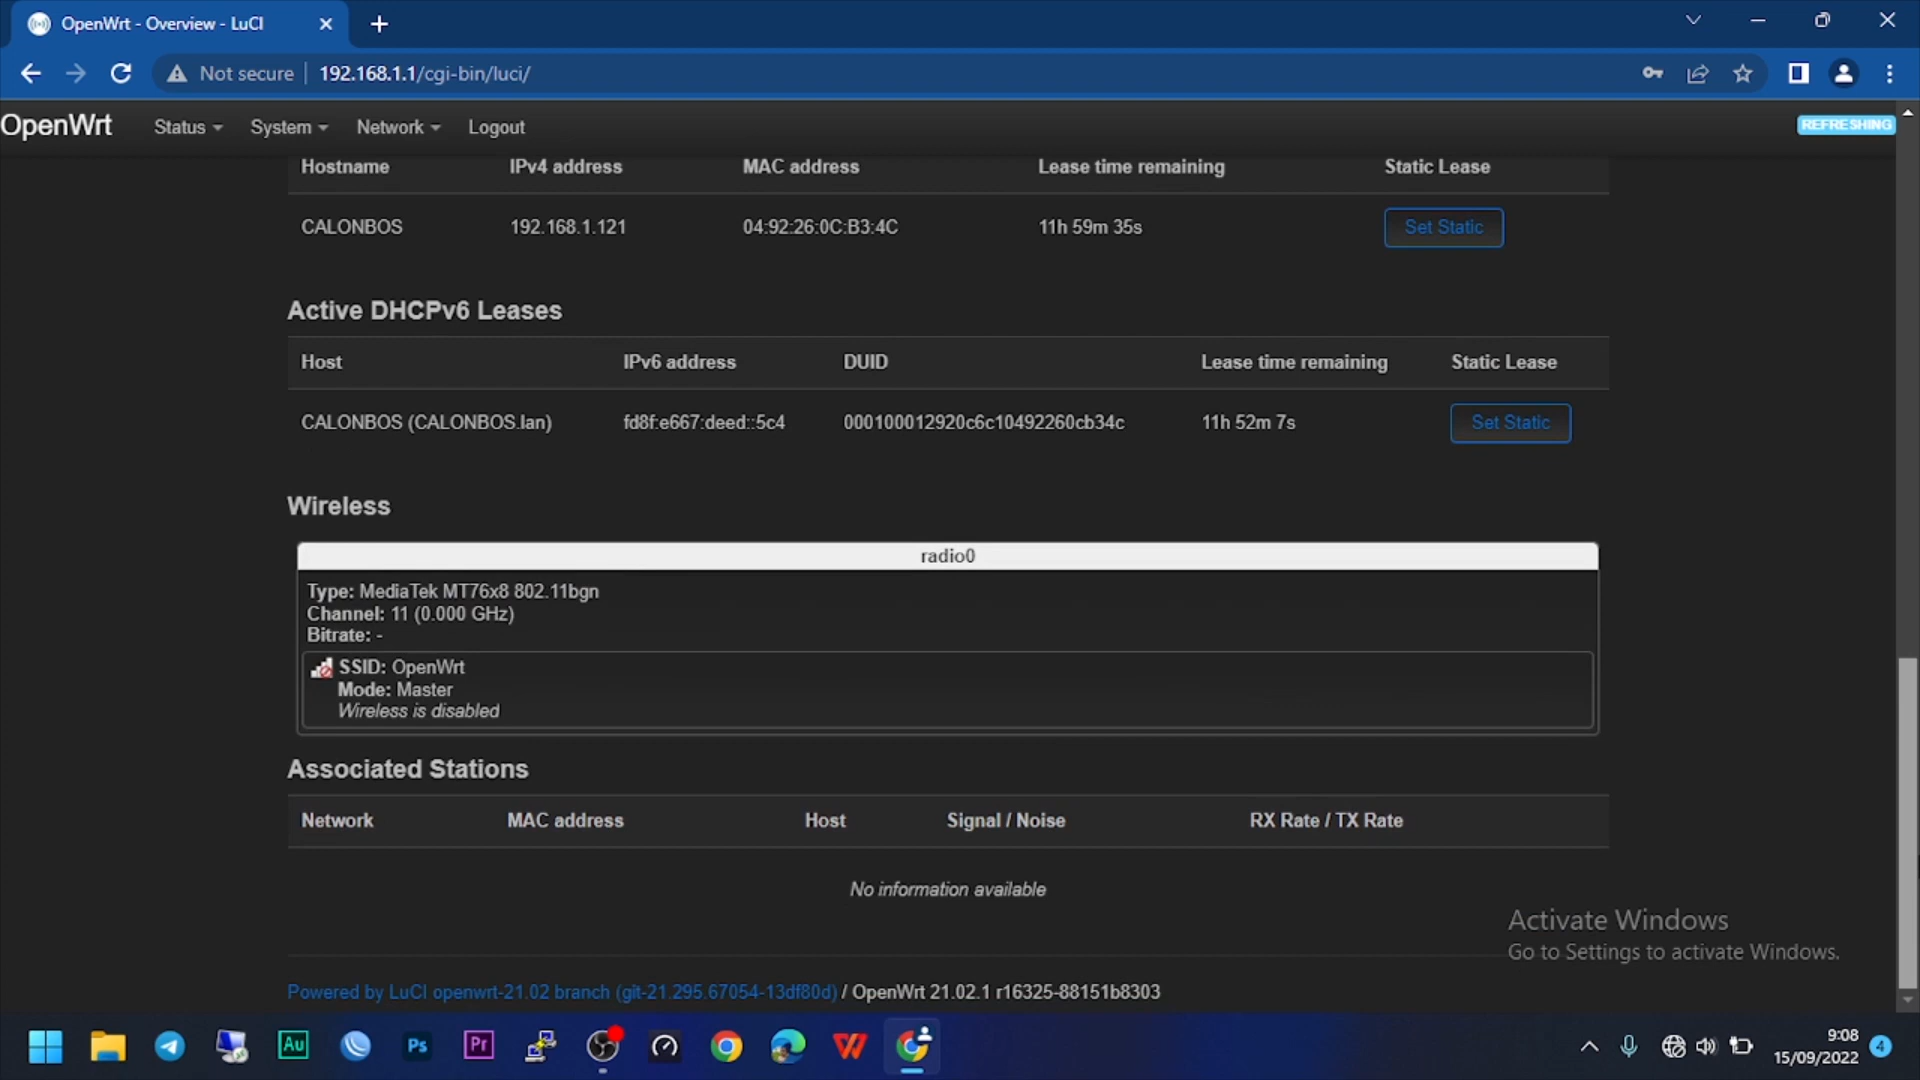 OpenWrt - Overview - LuCI
Not secure
192.168.1.1/cgi-bin/luci/
OpenWrt
Status
System
Network
Logout
REFRESHING
Hostname IPv4 address MAC address Lease time remaining Static Lease
CALONBOS 192.168.1.121 04:92:26:0C:B3:4C 11h 59m 35s Set Static
Active DHCPv6 Leases
Host IPv6 address DUID Lease time remaining Static Lease
CALONBOS (CALONBOS.lan) fd8f:e667:deed::5c4 000100012920c6c10492260cb34c 11h 52m 7s Set Static
Wireless
radio0
Type: MediaTek MT76x8 802.11bgn
Channel: 11 (0.000 GHz)
Bitrate: -
SSID: OpenWrt
Mode: Master
Wireless is disabled
Associated Stations
Network MAC address Host Signal / Noise RX Rate / TX Rate
No information available
Activate Windows
Go to Settings to activate Windows.
Powered by LuCI openwrt-21.02 branch (git-21.295.67054-13df80d) / OpenWrt 21.02.1 r16325-88151b8303
Au
Ps
Pr
9:08
15/09/2022
4